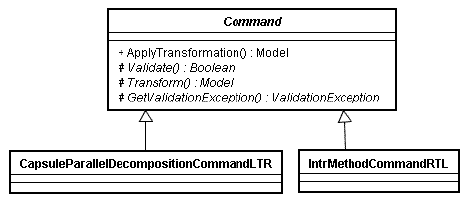 Command
+ ApplyTransformation() : Model
# Validate() : Boolean
# Transform() : Model
# GetValidationException() : ValidationException
CapsuleParallelDecompositionCommandLTR
IntrMethodCommandRTL